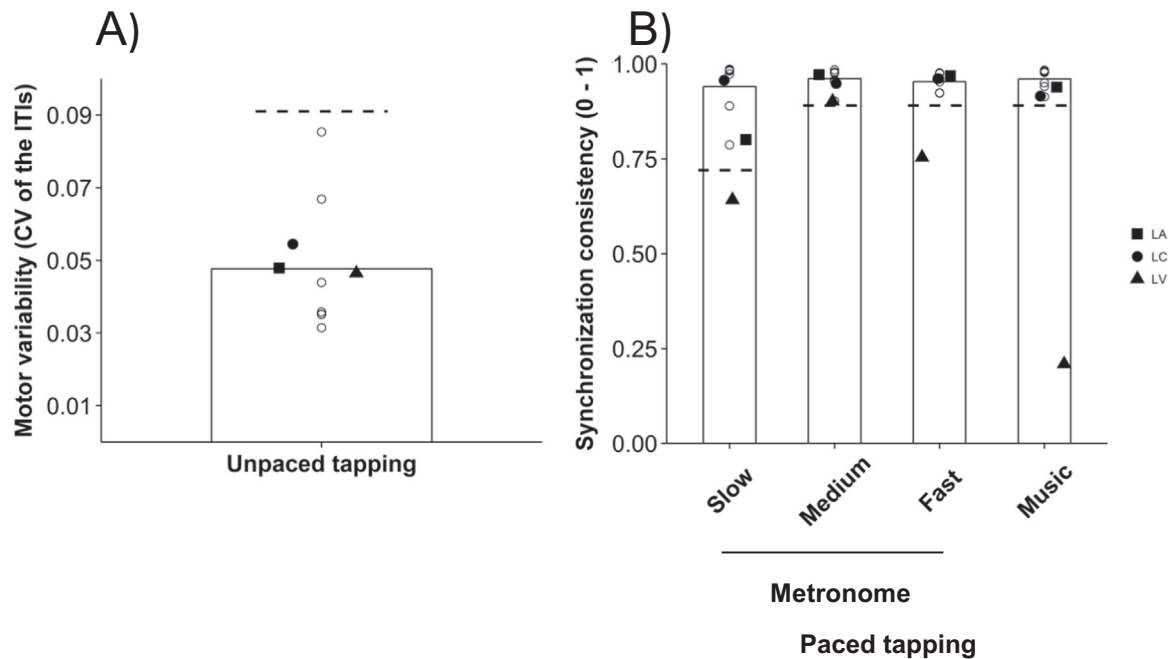 A)
Motor variability (CV of the ITIs)
0.09
0.07
0.05
0.03
0.01
Unpaced tapping
B)
Synchronization consistency (0 - 1)
1.00
0.75
0.50
0.25
0.00
Slow
Medium
Fast
Music
Metronome
Paced tapping
LA
LC
LV